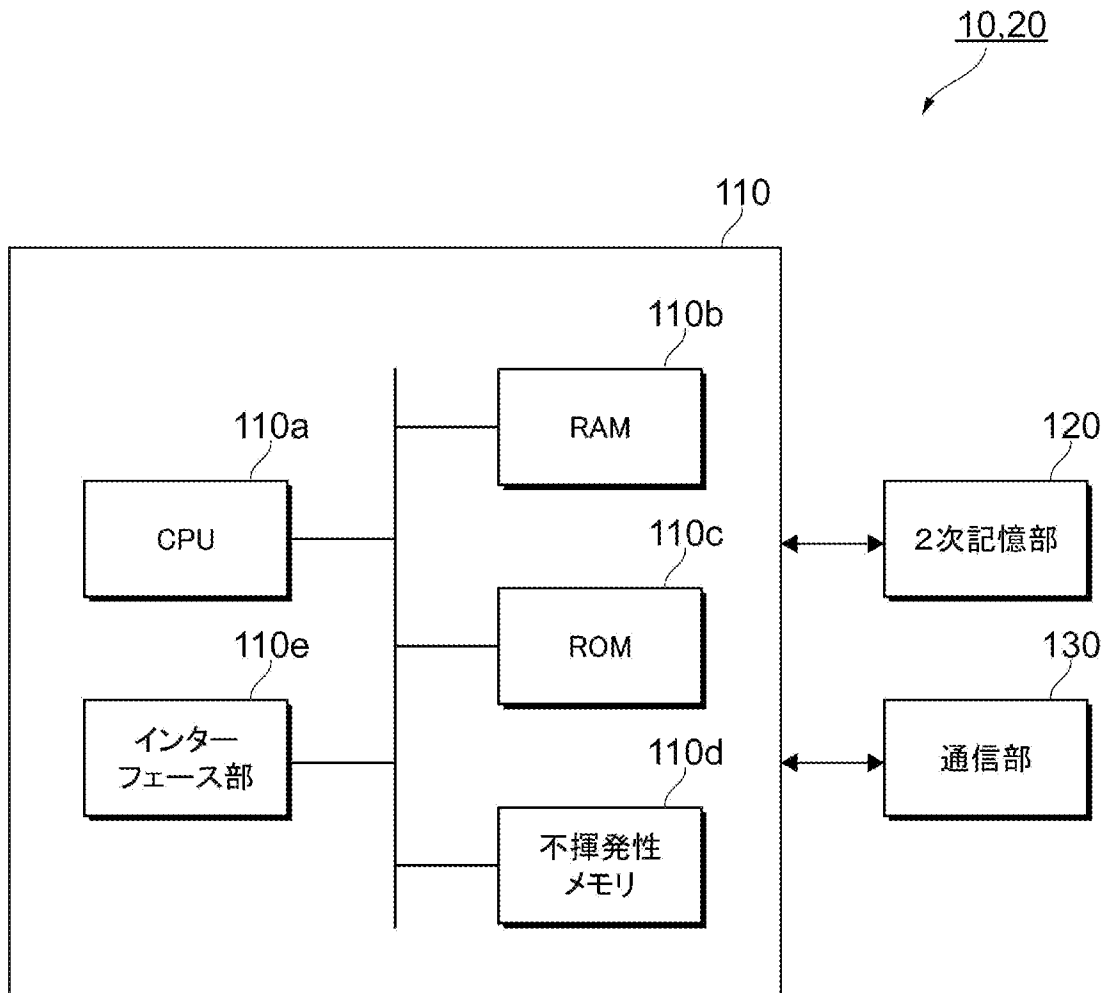 10,20
110
110b
RAM
110a
CPU
120
2次記憶部
110c
ROM
110e
インター
フェース部
130
通信部
110d
不揮発性
メモリ